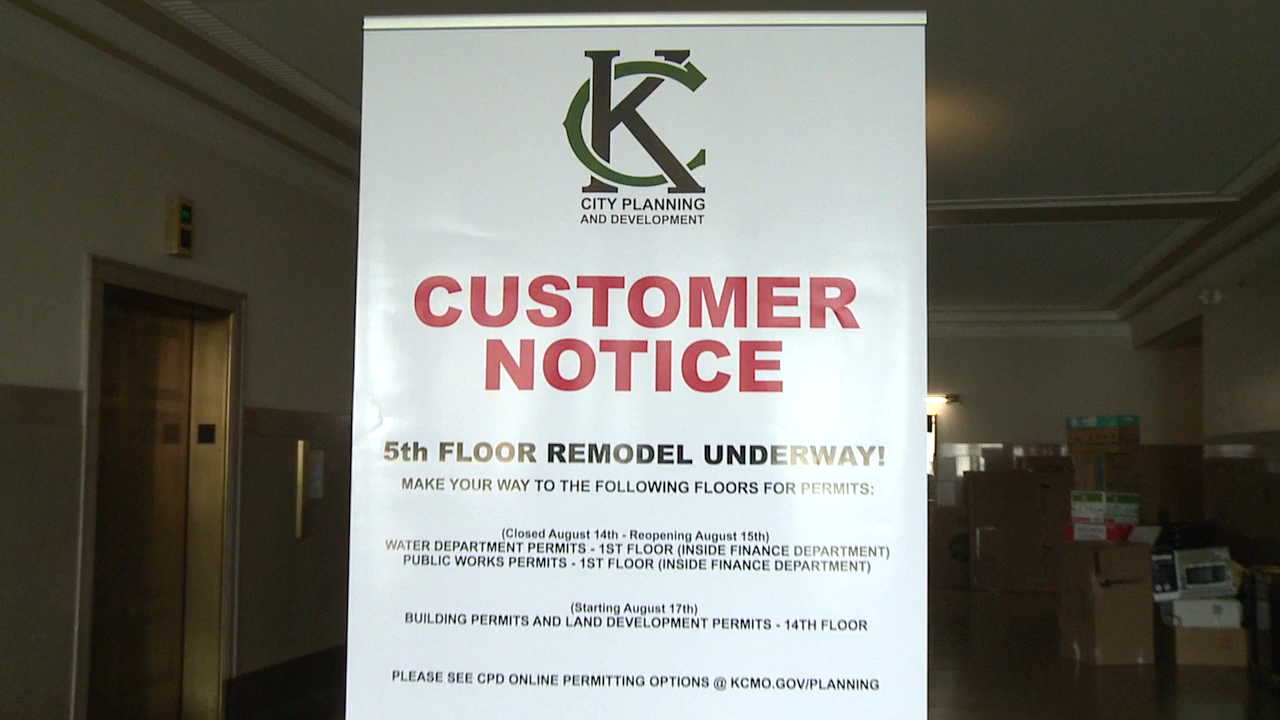 KC
CITY PLANNING
AND DEVELOPMENT
CUSTOMER
NOTICE
5th FLOOR REMODEL UNDERWAY!
MAKE YOUR WAY TO THE FOLLOWING FLOORS FOR PERMITS:
(Closed August 14th - Reopening August 15th)
WATER DEPARTMENT PERMITS - 1ST FLOOR (INSIDE FINANCE DEPARTMENT)
PUBLIC WORKS PERMITS - 1ST FLOOR (INSIDE FINANCE DEPARTMENT)
(Starting August 17th)
BUILDING PERMITS AND LAND DEVELOPMENT PERMITS - 14TH FLOOR
PLEASE SEE CPD ONLINE PERMITTING OPTIONS @ KCMO.GOV/PLANNING